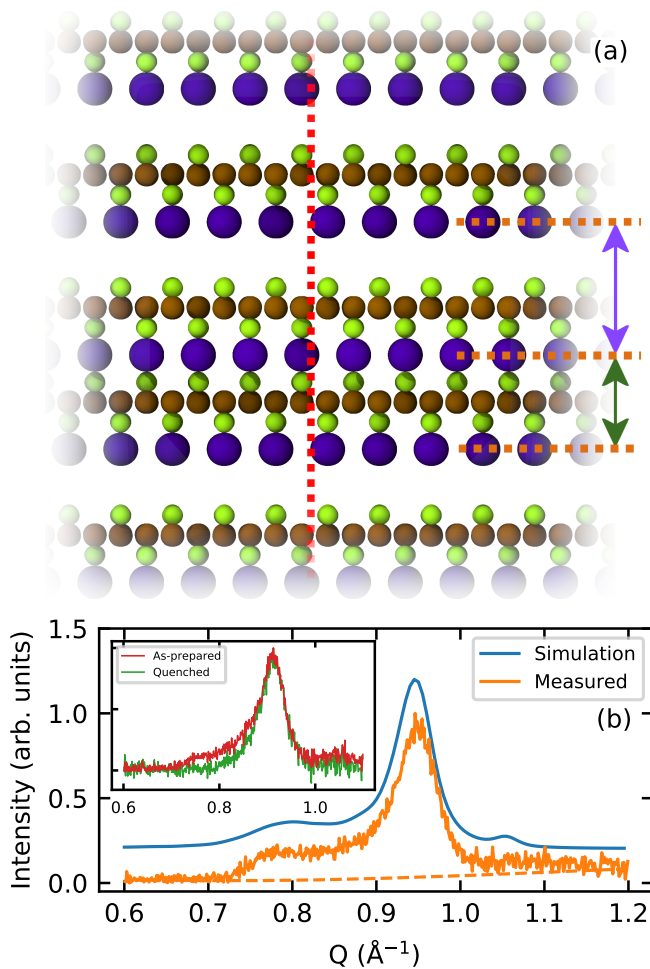 (a)
1.5
1.0
0.5
0.0
Intensity (arb. units)
As-prepared
Quenched
0.6 0.8 1.0
Simulation
Measured
(b)
0.6 0.7 0.8 0.9 1.0 1.1 1.2
Q (Å⁻¹)